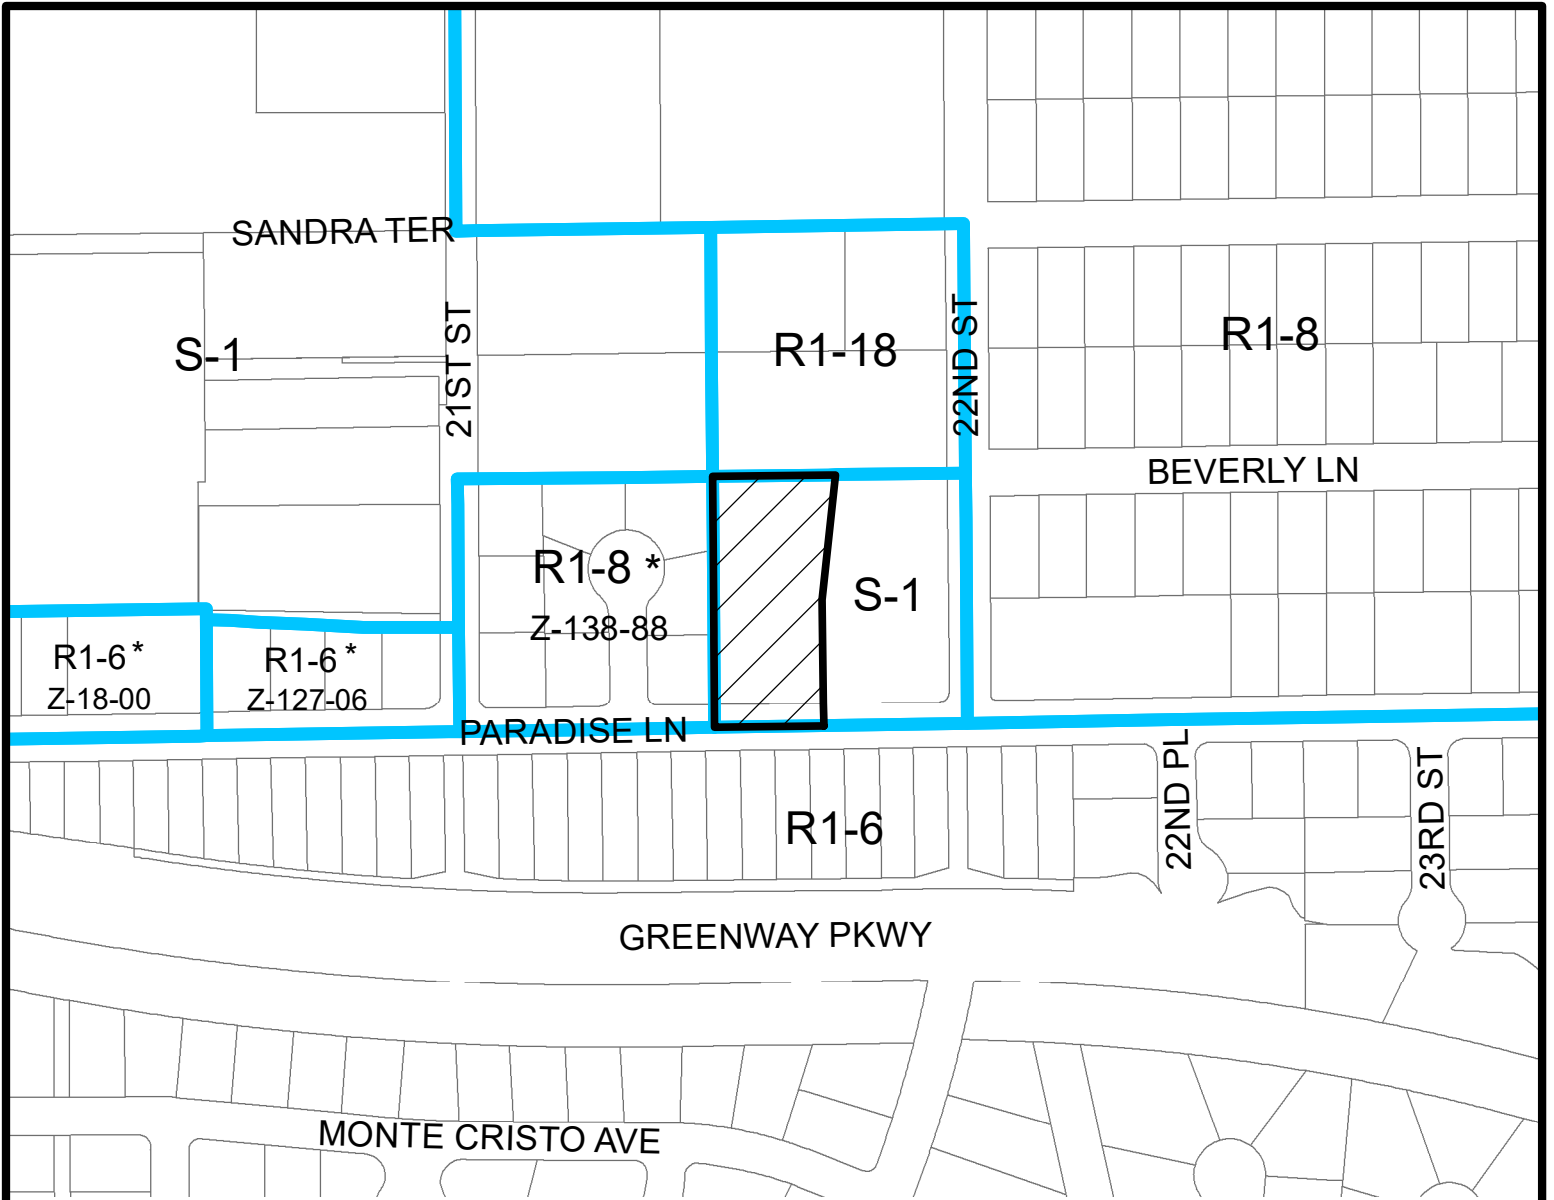 SANDRA TER
21ST ST
S-1
R1-18
22ND ST
R1-8
BEVERLY LN
R1-8 *
Z-138-88
S-1
R1-6 *
Z-18-00
R1-6 *
Z-127-06
PARADISE LN
22ND PL
23RD ST
R1-6
GREENWAY PKWY
MONTE CRISTO AVE